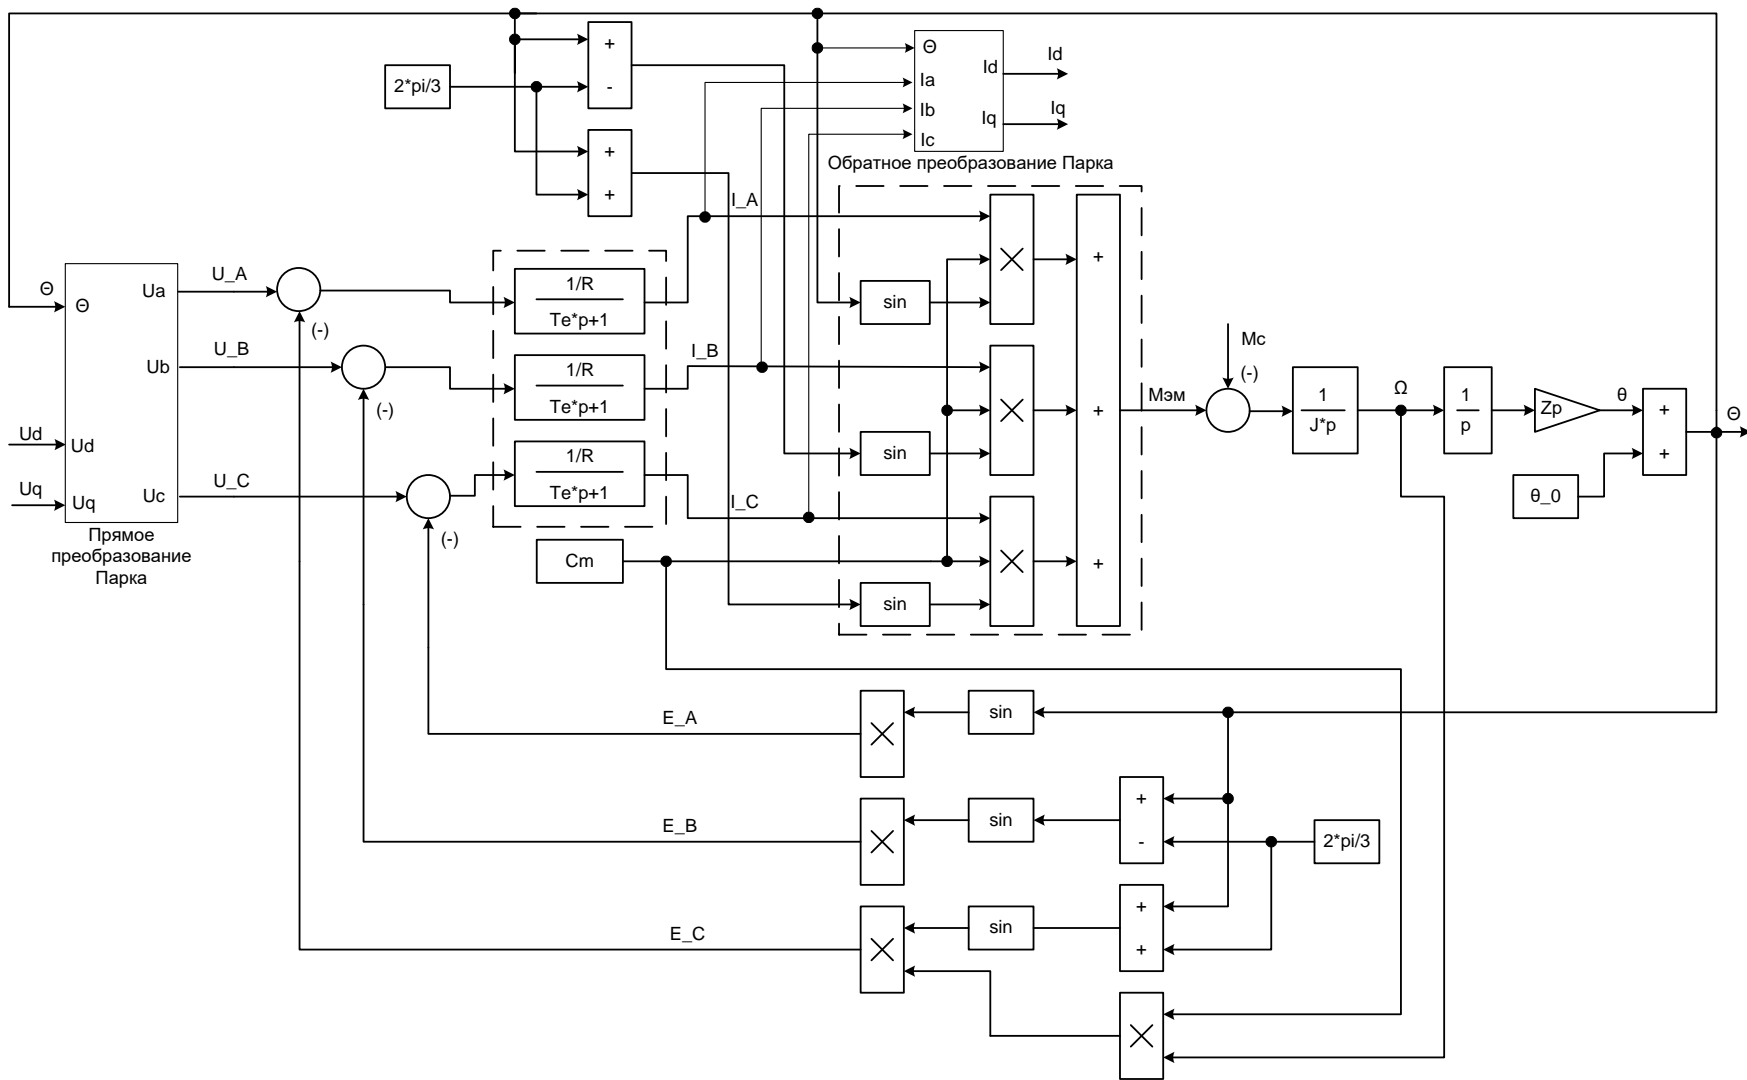 +
-
2*pi/3
+
+
Θ
Ia
Ib
Ic
Id
Iq
Id
Iq
Обратное преобразование Парка
Θ
Θ
Ua
Ub
Ud
Ud
Uq
Uq
Uc
Прямое
преобразование
Парка
U_A
(-)
U_B
(-)
U_C
(-)
1/R
Te*p+1
1/R
Te*p+1
1/R
Te*p+1
I_A
I_B
I_C
Cm
sin
sin
sin
+
+
+
Мэм
Мс
(-)
1
J*p
Ω
1
p
Zp
θ
+
+
Θ
θ_0
E_A
sin
E_B
sin
+
-
2*pi/3
E_C
sin
+
+